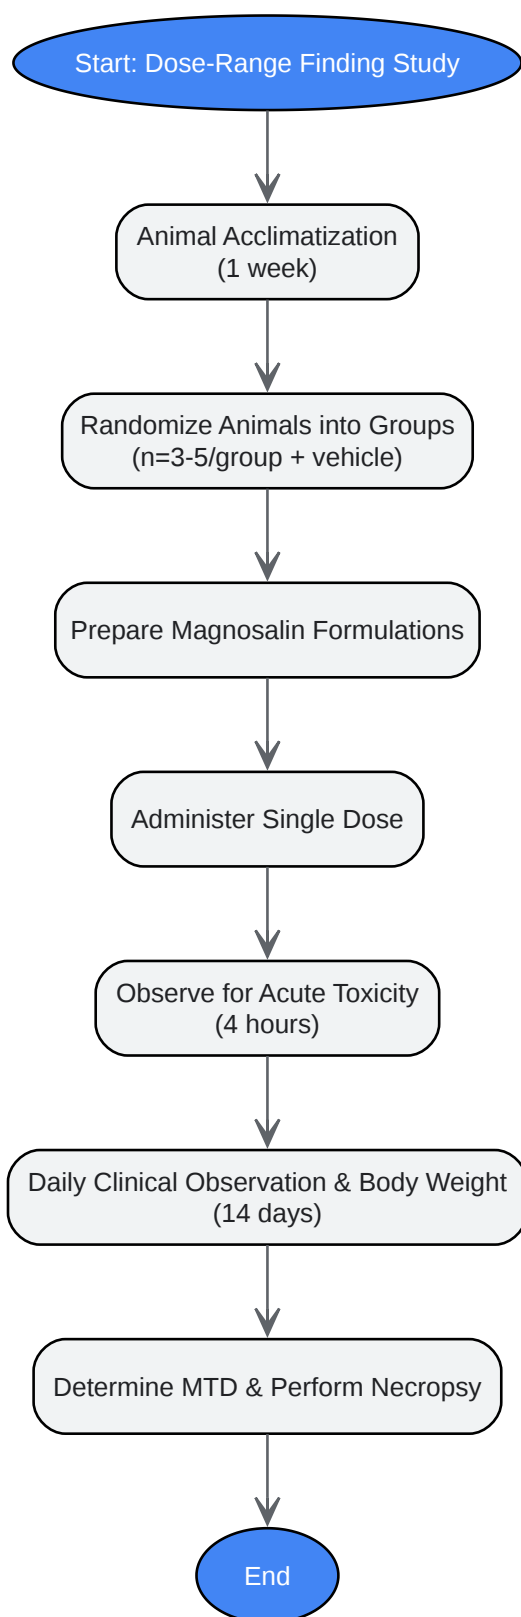 Start: Dose-Range Finding Study
Animal Acclimatization
(1 week)
Randomize Animals into Groups
(n=3-5/group + vehicle)
Prepare Magnosalin Formulations
Administer Single Dose
Observe for Acute Toxicity
(4 hours)
Daily Clinical Observation & Body Weight
(14 days)
Determine MTD & Perform Necropsy
End